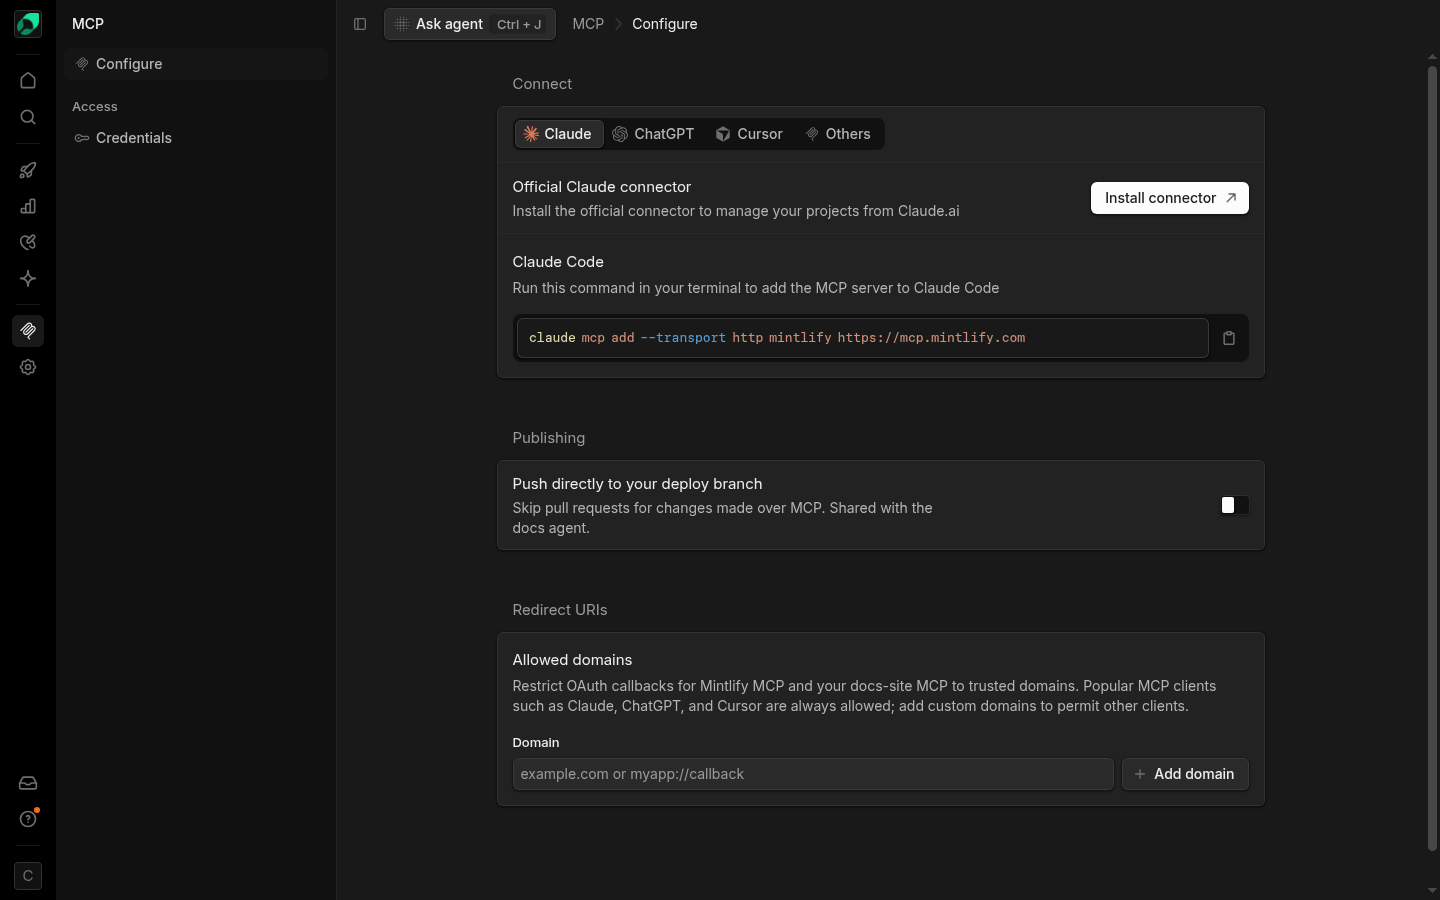 MCP
Configure
Access
Credentials
C
Ask agent Ctrl + J
MCP
Configure
Connect
Claude
ChatGPT
Cursor
Others
Official Claude connector
Install the official connector to manage your projects from Claude.ai
Install connector
Claude Code
Run this command in your terminal to add the MCP server to Claude Code
claude mcp add --transport http mintlify https://mcp.mintlify.com
Publishing
Push directly to your deploy branch
Skip pull requests for changes made over MCP. Shared with the
docs agent.
Redirect URIs
Allowed domains
Restrict OAuth callbacks for Mintlify MCP and your docs-site MCP to trusted domains. Popular MCP clients
such as Claude, ChatGPT, and Cursor are always allowed; add custom domains to permit other clients.
Domain
example.com or myapp://callback
Add domain